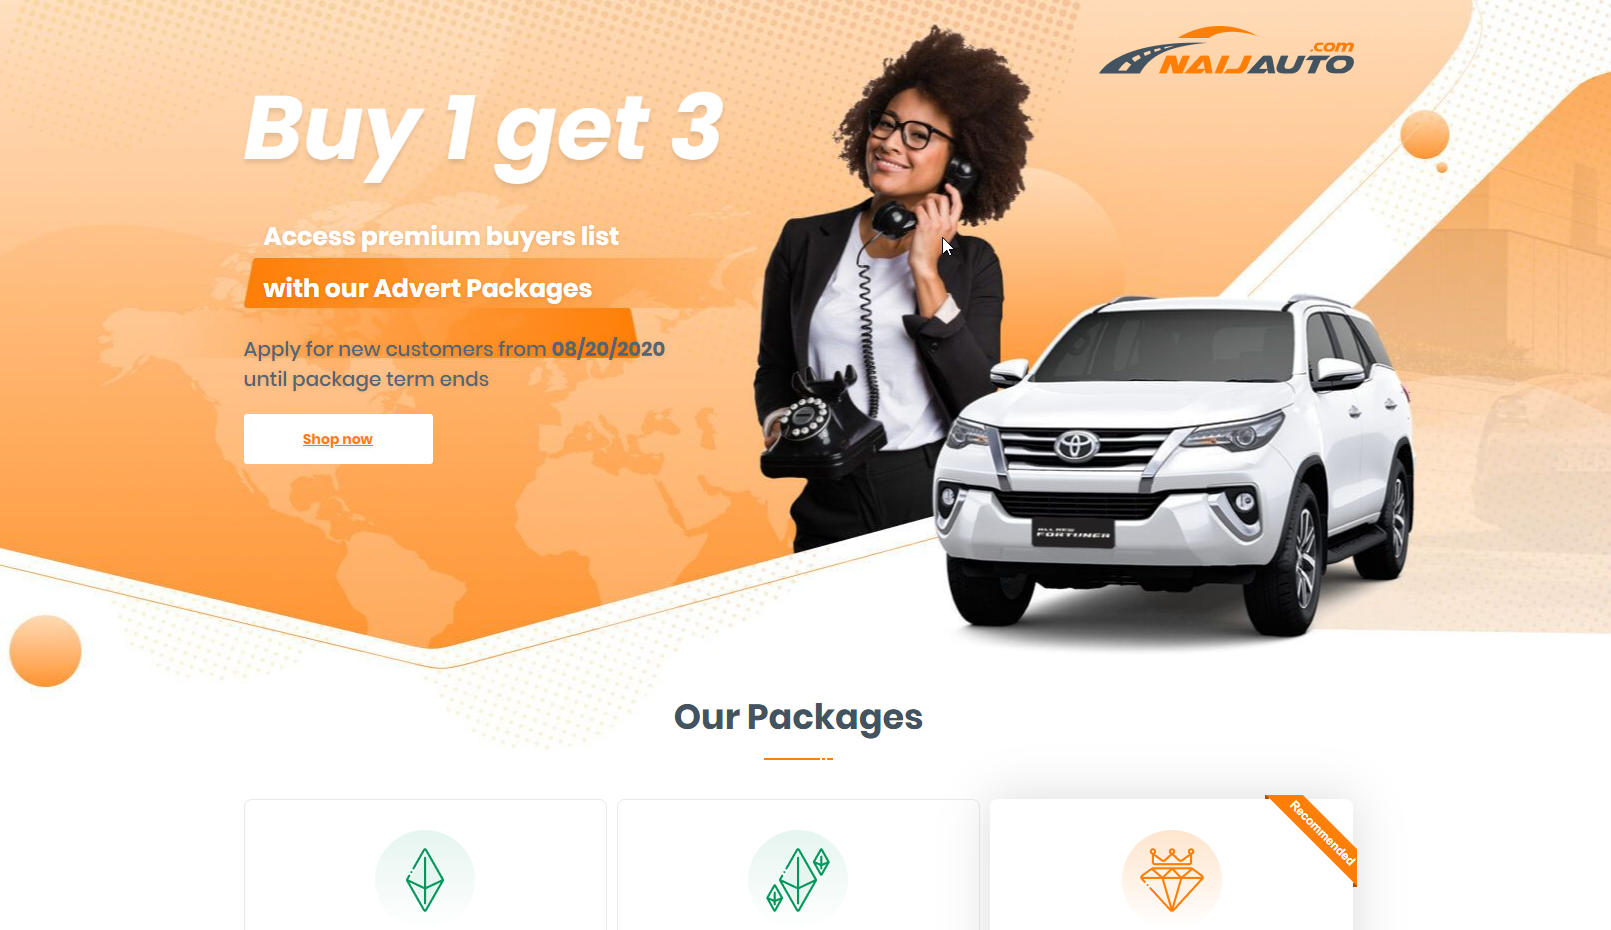 .com
NAIJAUTO
Buy 1 get 3
Access premium buyers list
with our Advert Packages
Apply for new customers from 08/20/2020
until package term ends
Shop now
ALL NEW
FORTUNER
Our Packages
Recommended